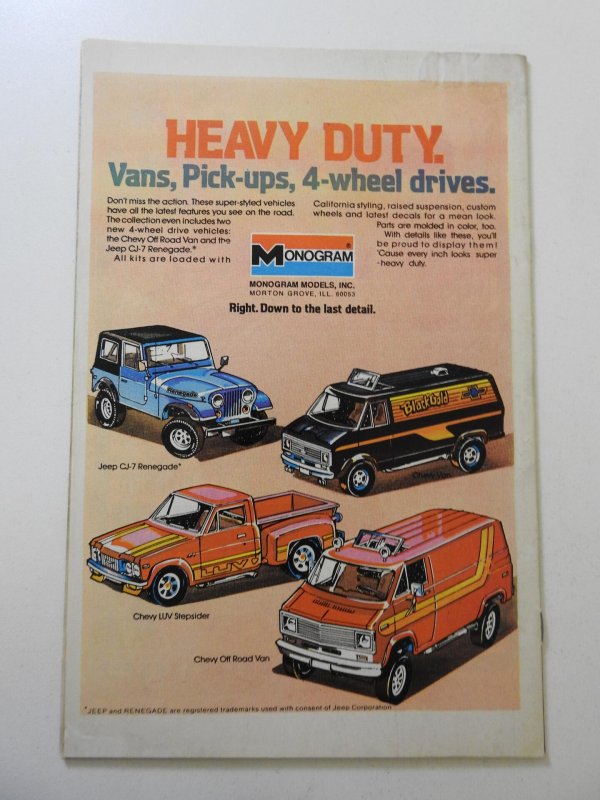 HEAVY DUTY.
Vans, Pick-ups, 4-wheel drives.
Don't miss the action. These super-styled vehicles
have all the latest features you see on the road.
The collection even includes two
new 4-wheel drive vehicles:
the Chevy Off Road Van and the
Jeep CJ-7 Renegade.*
All kits are loaded with
California styling, raised suspension, custom
wheels and latest decals for a mean look.
Parts are molded in color, too.
With details like these, you'll
be proud to display them!
'Cause every inch looks super
-heavy duty.
MONOGRAM®
MONOGRAM MODELS, INC.
MORTON GROVE, ILL. 60053
Right. Down to the last detail.
Renegade
Jeep CJ-7 Renegade*
Black Gold
Chevy Van
LUV
Chevy LUV Stepsider
Chevy Off Road Van
*JEEP and RENEGADE are registered trademarks used with consent of Jeep Corporation